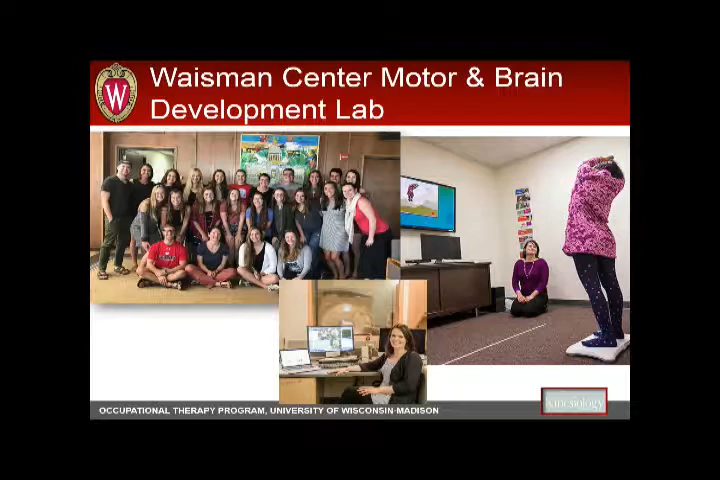 Waisman Center Motor & Brain
Development Lab
W
OCCUPATIONAL THERAPY PROGRAM, UNIVERSITY OF WISCONSIN-MADISON
kinesiology